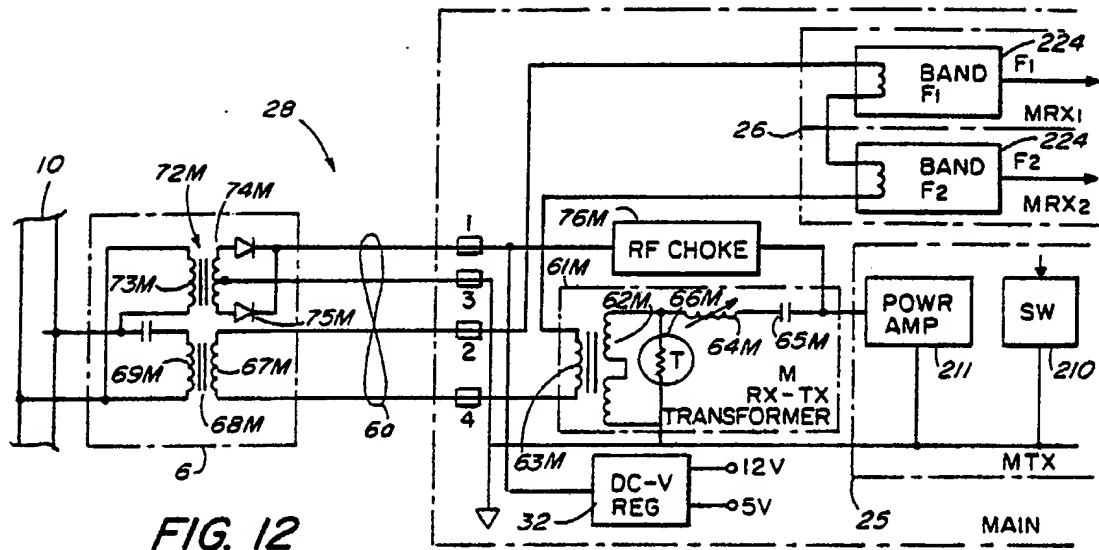 224
BAND
F1
F1
MRX1
26
224
BAND
F2
F2
MRX2
28
10
72M
74M
73M
75M
69M
67M
68M
6
6a
1
3
2
4
76M
RF CHOKE
61M
62M
66M
64M
65M
T
M
RX-TX
TRANSFORMER
63M
POWR
AMP
211
SW
210
MTX
25
DC-V
REG
32
12V
5V
MAIN
FIG. 12